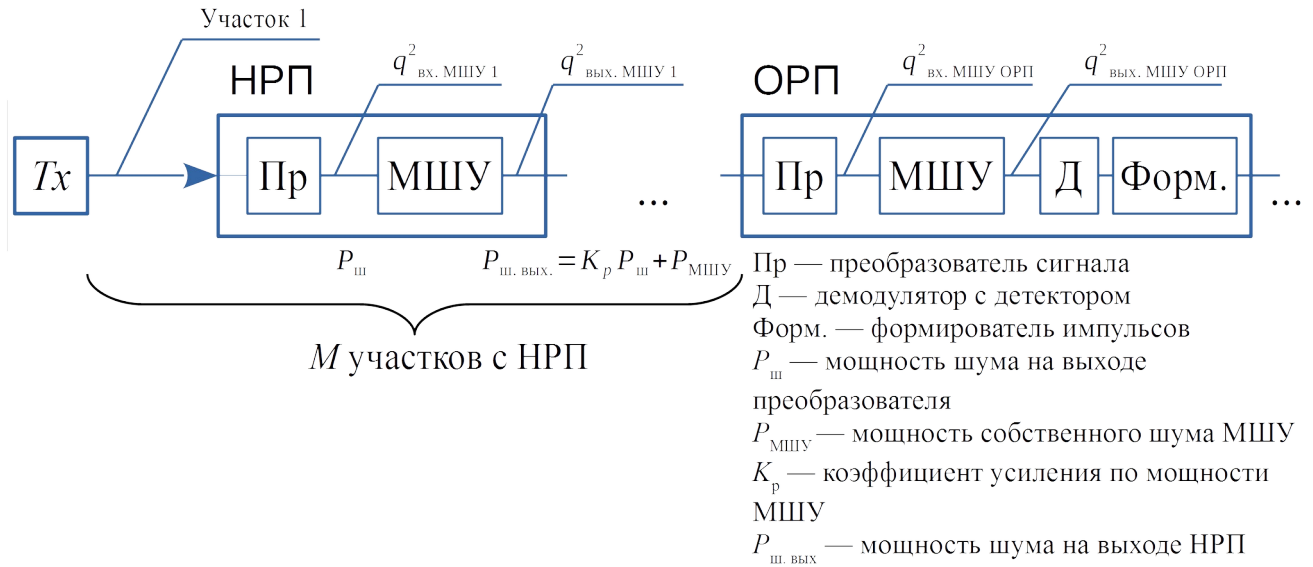 Участок 1
НРП
q²вх. МШУ 1
q²вых. МШУ 1
ОРП
q²вх. МШУ ОРП
q²вых. МШУ ОРП
Tx
Пр
МШУ
...
Пр
МШУ
Д
Форм.
...
Pш
Pш. вых. = Kp Pш + PМШУ
M участков с НРП
Пр — преобразователь сигнала
Д — демодулятор с детектором
Форм. — формирователь импульсов
Pш — мощность шума на выходе
преобразователя
PМШУ — мощность собственного шума МШУ
Kр — коэффициент усиления по мощности
МШУ
Pш. вых — мощность шума на выходе НРП